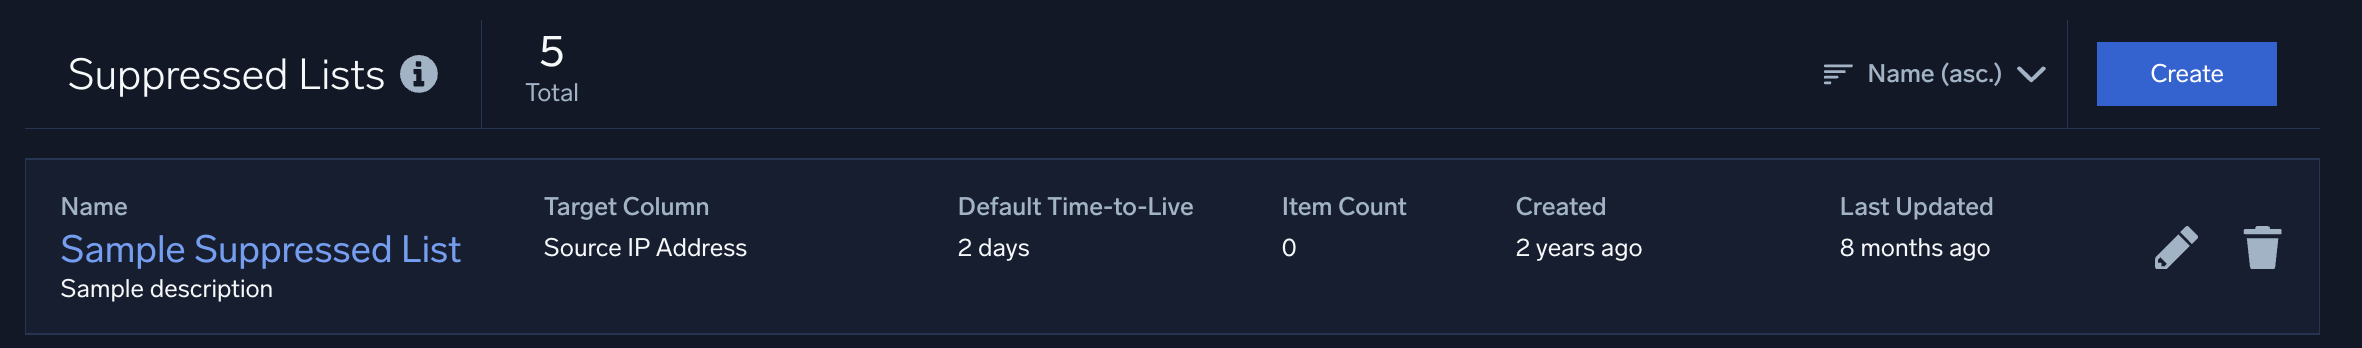 Suppressed Lists
5
Total
Name (asc.)
Create
Name
Target Column
Default Time-to-Live
Item Count
Created
Last Updated
Sample Suppressed List
Source IP Address
2 days
0
2 years ago
8 months ago
Sample description